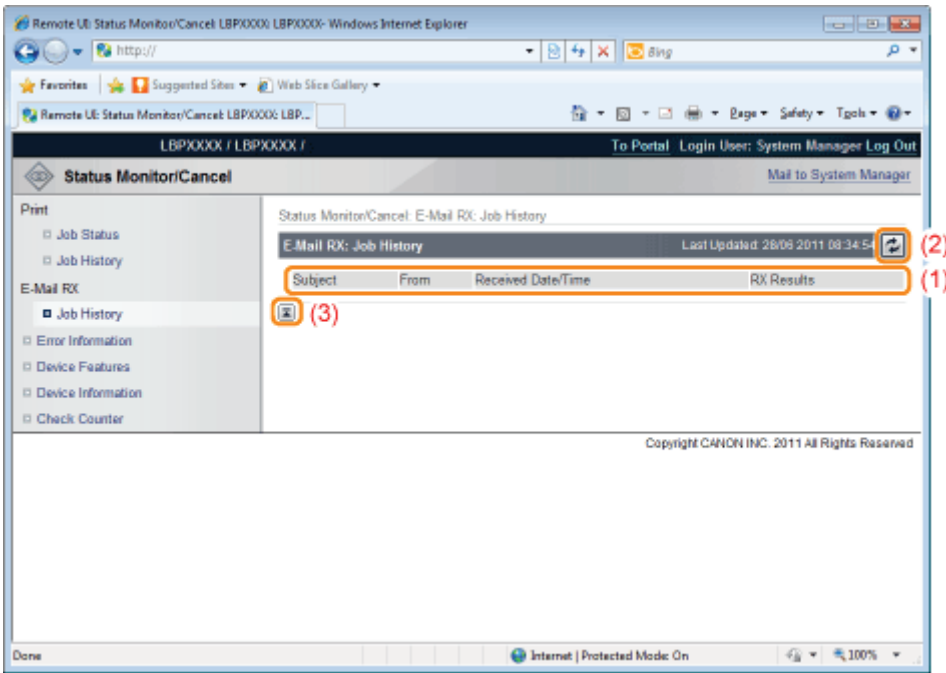 Remote UI: Status Monitor/Cancel: LBPXXXX: LBPXXXX- Windows Internet Explorer
http://
Bing
Favorites Suggested Sites Web Slice Gallery
Remote UI: Status Monitor/Cancel: LBPXXXX: LBP...
Page Safety Tools
LBPXXXX / LBPXXXX / To Portal Login User: System Manager Log Out
Status Monitor/Cancel Mail to System Manager
Print
Job Status
Job History
E-Mail RX
Job History
Error Information
Device Features
Device Information
Check Counter
Status Monitor/Cancel: E-Mail RX: Job History
E-Mail RX: Job History Last Updated: 28/06 2011 08:34:54 (2)
Subject From Received Date/Time RX Results (1)
(3)
Copyright CANON INC. 2011 All Rights Reserved
Done Internet | Protected Mode: On 100%